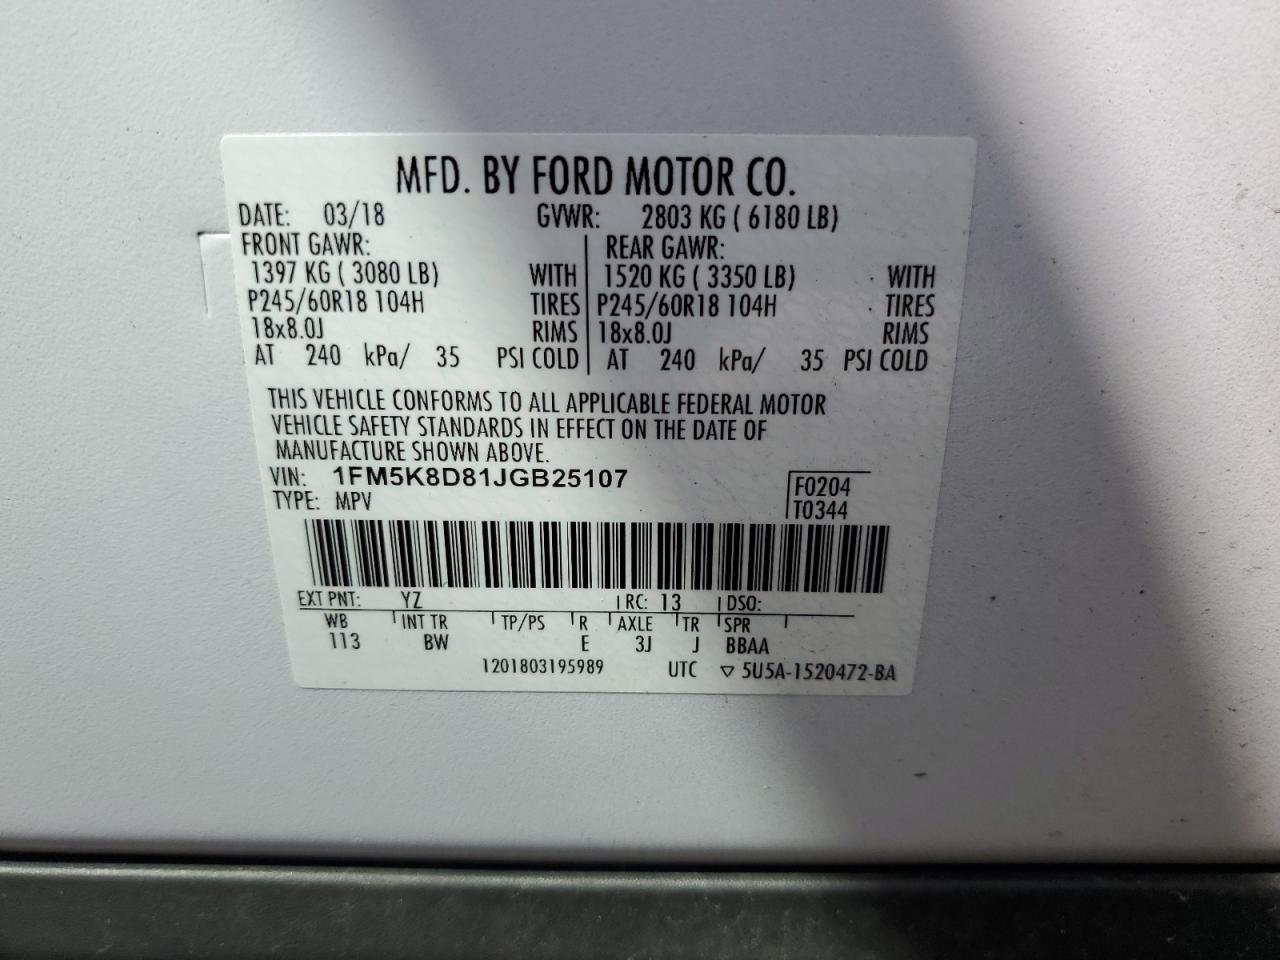 MFD. BY FORD MOTOR CO.
DATE: 03/18 GVWR: 2803 KG ( 6180 LB)
FRONT GAWR: REAR GAWR:
1397 KG ( 3080 LB) WITH 1520 KG ( 3350 LB) WITH
P245/60R18 104H TIRES P245/60R18 104H TIRES
18x8.0J RIMS 18x8.0J RIMS
AT 240 kPa/ 35 PSI COLD AT 240 kPa/ 35 PSI COLD
THIS VEHICLE CONFORMS TO ALL APPLICABLE FEDERAL MOTOR
VEHICLE SAFETY STANDARDS IN EFFECT ON THE DATE OF
MANUFACTURE SHOWN ABOVE.
VIN: 1FM5K8D81JGB25107 F0204
TYPE: MPV T0344
EXT PNT: YZ RC: 13 DSO:
WB INT TR TP/PS R AXLE TR SPR
113 BW E 3J J BBAA
1201803195989 UTC ▽ 5U5A-1520472-BA